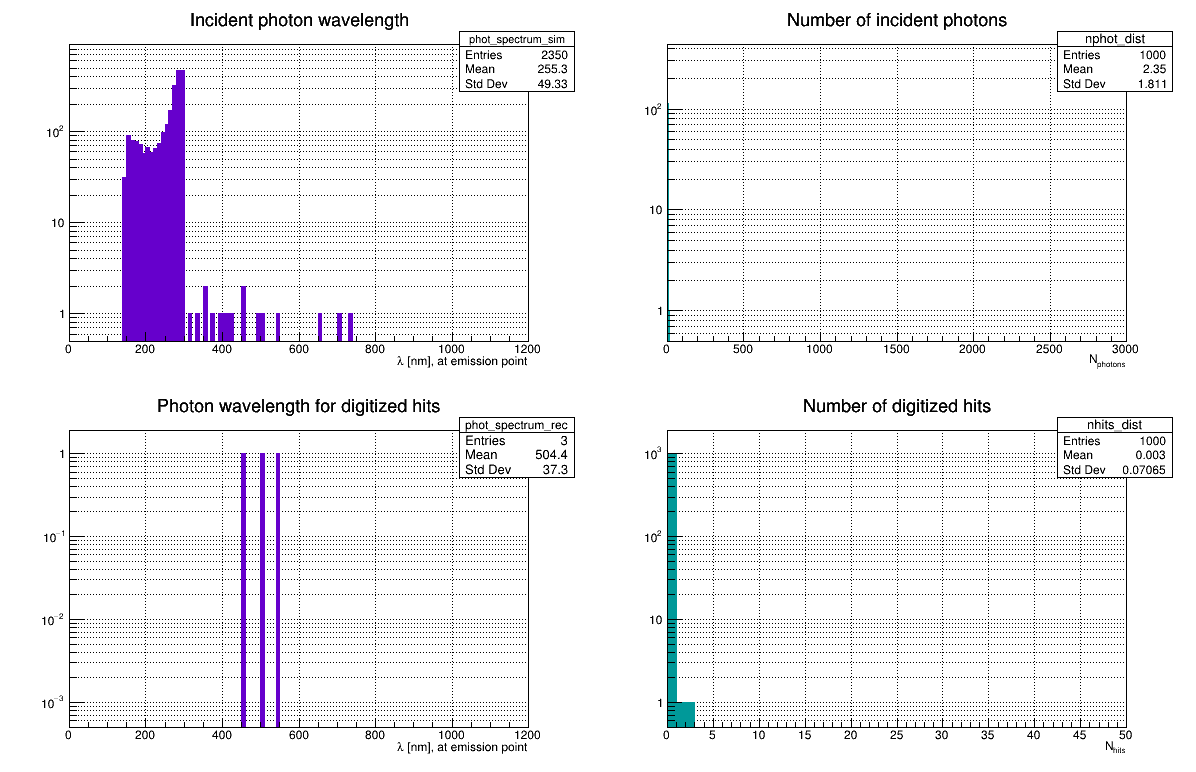 Incident photon wavelength
phot_spectrum_sim
Entries 2350
Mean 255.3
Std Dev 49.33
10²
10
1
0 200 400 600 800 1000 1200
λ [nm], at emission point
Number of incident photons
nphot_dist
Entries 1000
Mean 2.35
Std Dev 1.811
10²
10
1
0 500 1000 1500 2000 2500 3000
N_photons
Photon wavelength for digitized hits
phot_spectrum_rec
Entries 3
Mean 504.4
Std Dev 37.3
1
10⁻¹
10⁻²
10⁻³
0 200 400 600 800 1000 1200
λ [nm], at emission point
Number of digitized hits
nhits_dist
Entries 1000
Mean 0.003
Std Dev 0.07065
10³
10²
10
1
0 5 10 15 20 25 30 35 40 45 50
N_hits